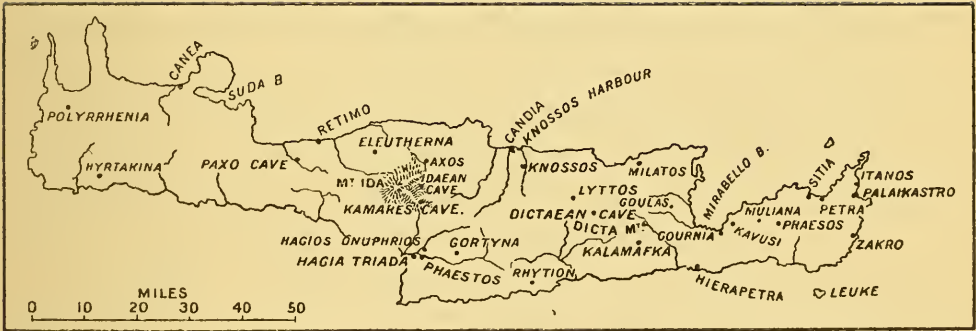 CANEA
SUDA B
POLYRRHENIA
HYRTAKINA
PAXO CAVE
RETIMO
ELEUTHERNA
AXOS
Mt. IDA
IDAEAN
CAVE
KAMARES CAVE.
CANDIA
KNOSSOS HARBOUR
KNOSSOS
MILATOS
LYTTOS
GOULAS
DICTAEAN CAVE
DICTA Mts
KALAMAFKA
GOURNIA
MIRABELLO B.
SITIA
ITANOS
PALAIKASTRO
PETRA
MULIANA
PHAESOS
KAVUSI
ZAKRO
HAGIOS ONUPHRIOS
HAGIA TRIADA
PHAESTOS
GORTYNA
RHYTION
HIERAPETRA
LEUKE
MILES
0 10 20 30 40 50